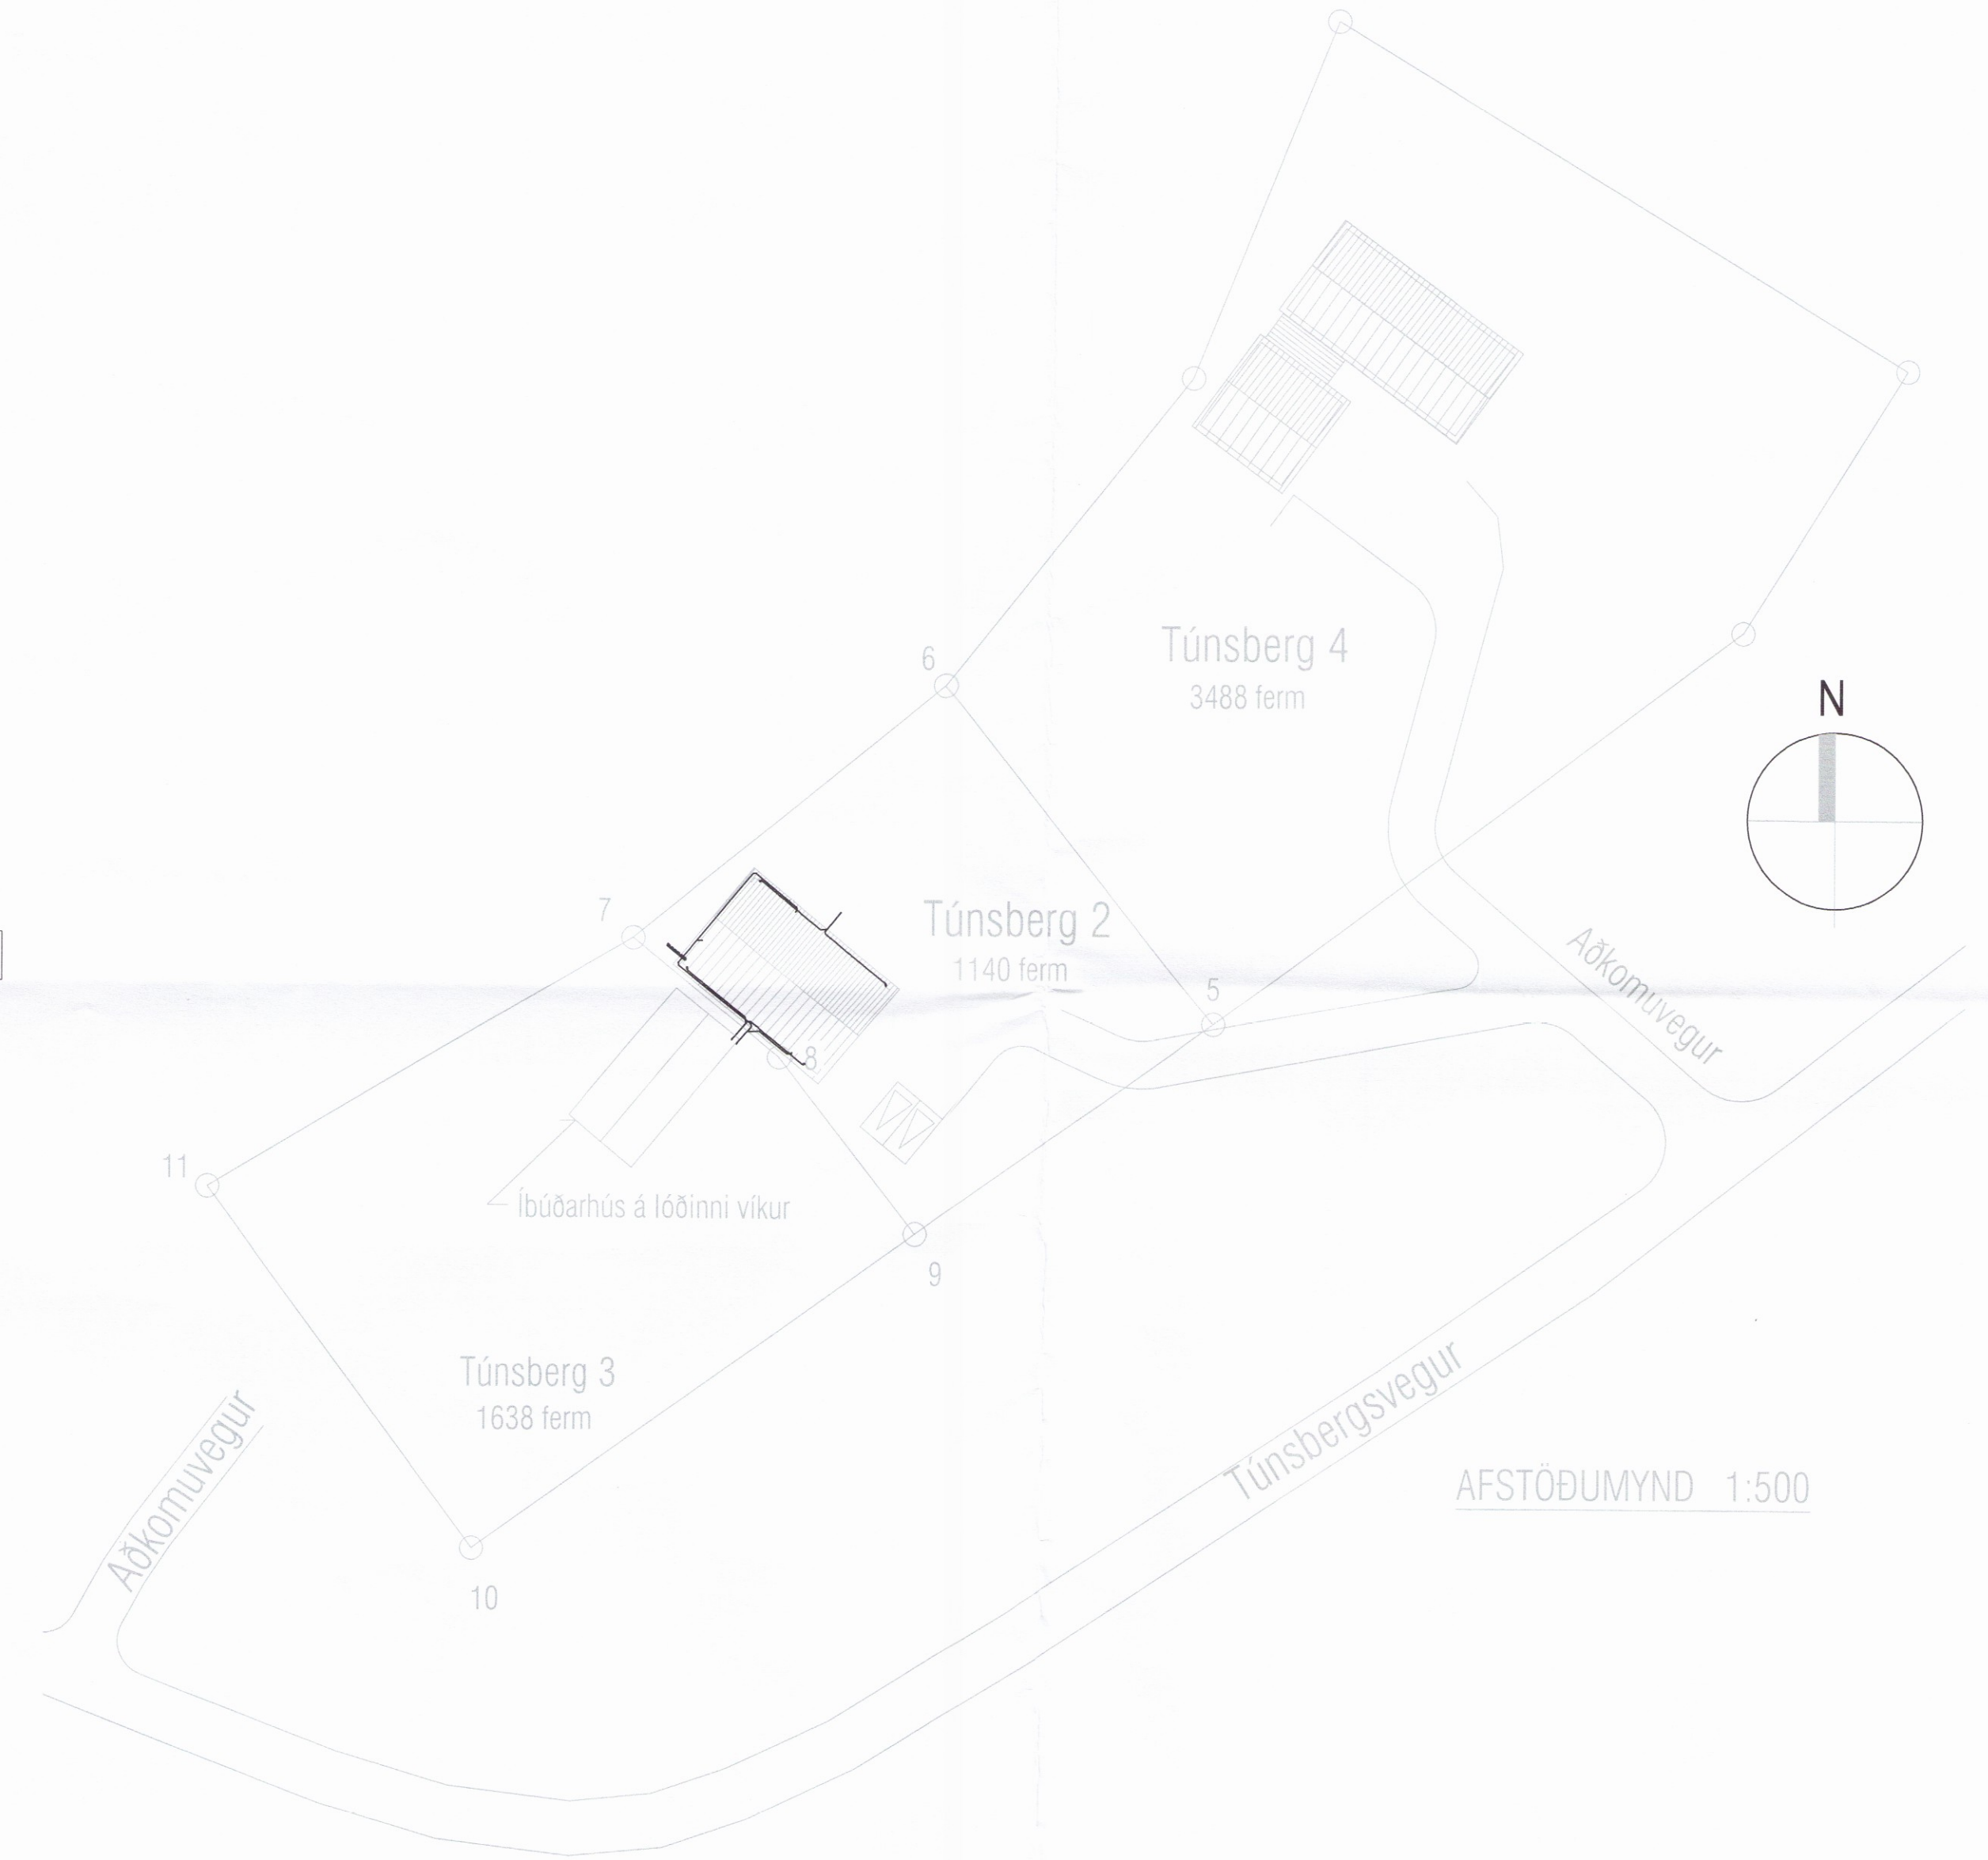 6
Túnsberg 4
3488 ferm
N
7
Túnsberg 2
1140 ferm
5
Aðkomuvegur
8
11
Íbúðarhús á lóðinni víkur
9
Túnsberg 3
1638 ferm
Aðkomuvegur
Túnsbergsvegur
AFSTÖÐUMYND 1:500
10